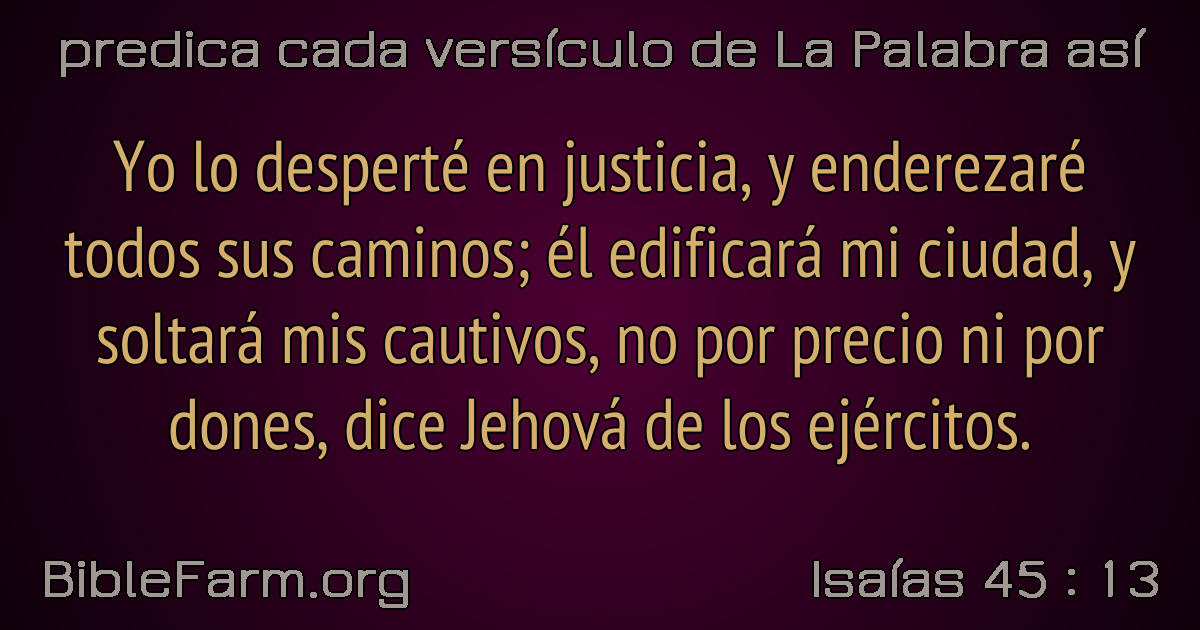 predica cada versículo de La Palabra así
Yo lo desperté en justicia, y enderezaré
todos sus caminos; él edificará mi ciudad, y
soltará mis cautivos, no por precio ni por
dones, dice Jehová de los ejércitos.
BibleFarm.org
Isaías 45 : 13